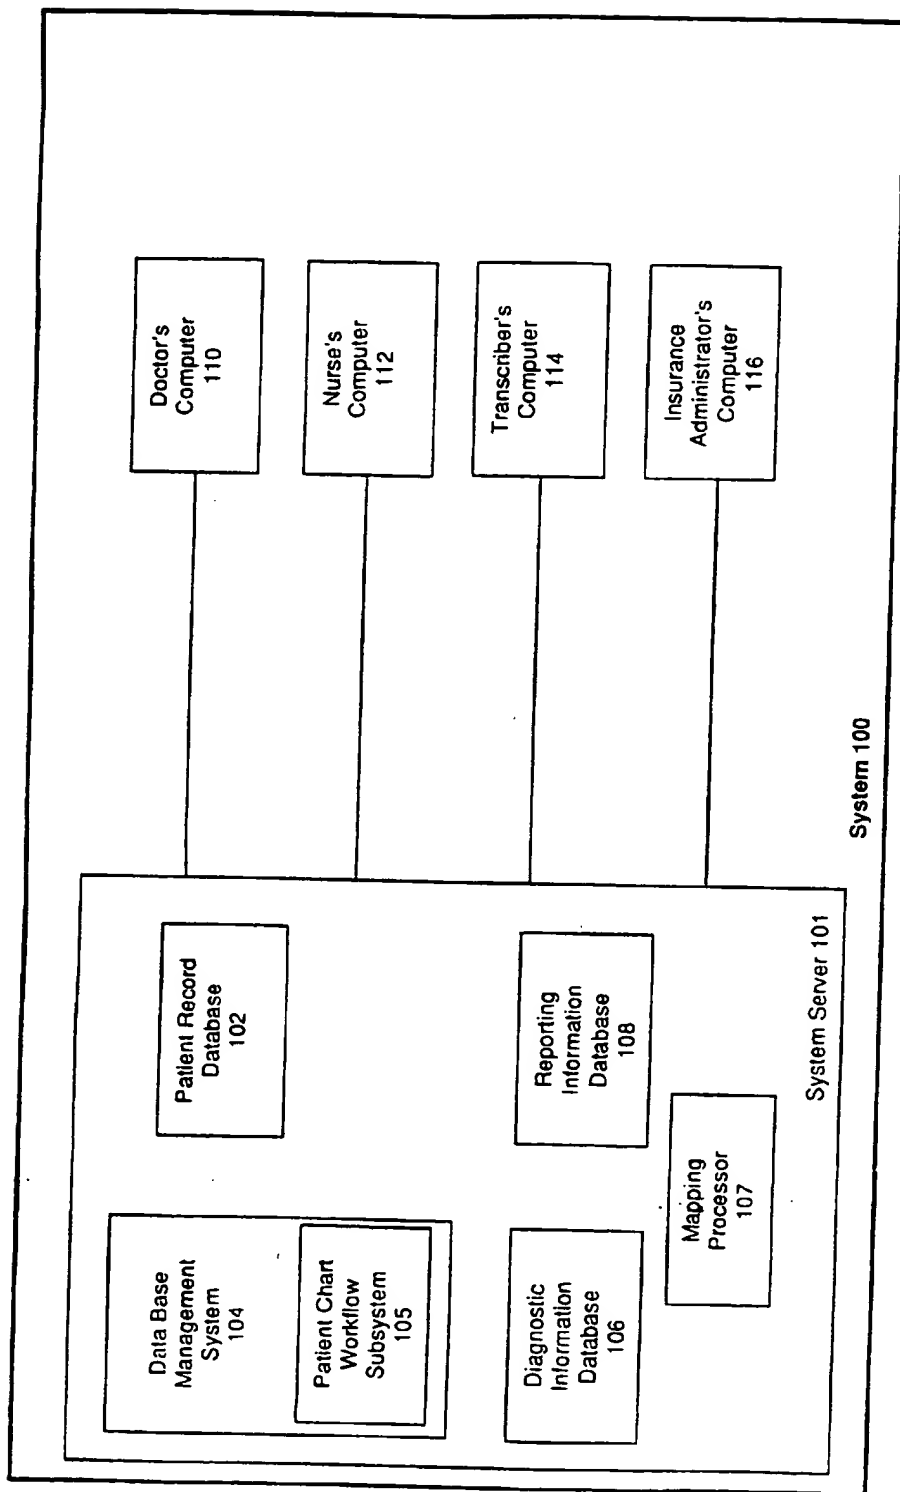 Data Base
Management
System
104
Patient Chart
Workflow
Subsystem
105
Patient Record
Database
102
Diagnostic
Information
Database
106
Reporting
Information
Database
108
Mapping
Processor
107
System Server 101
Doctor's
Computer
110
Nurse's
Computer
112
Transcriber's
Computer
114
Insurance
Administrator's
Computer
116
System 100